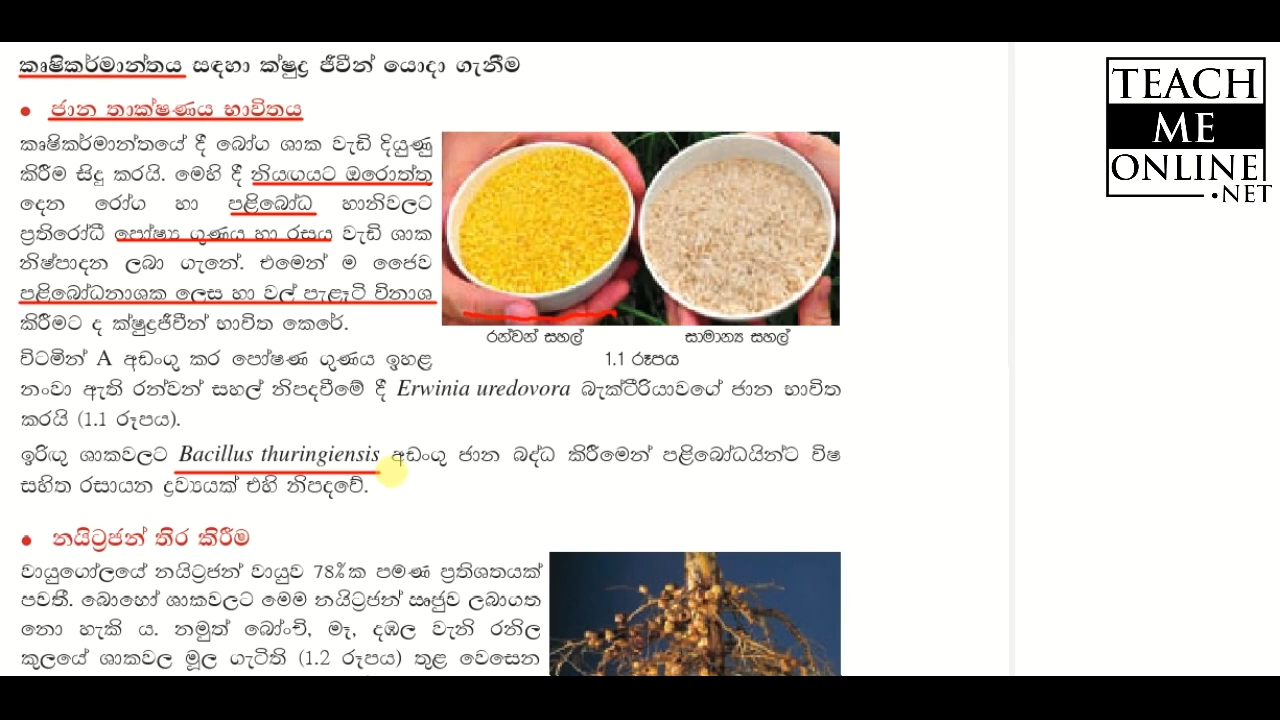 කෘෂිකර්මාන්තය සඳහා ක්ෂුද්‍ර ජීවීන් යොදා ගැනීම
• ජාන තාක්ෂණය භාවිතය
කෘෂිකර්මාන්තයේ දී බෝග ශාක වැඩි දියුණු
කිරීම සිදු කරයි. මෙහි දී නියඟයට ඔරොත්තු
දෙන රෝග හා පළිබෝධ හානිවලට
ප්‍රතිරෝධී පෝෂ්‍ය ගුණය හා රසය වැඩි ශාක
නිෂ්පාදන ලබා ගැනේ. එමෙන් ම ජෛව
පළිබෝධනාශක ලෙස හා වල් පැළෑටි විනාශ
කිරීමට ද ක්ෂුද්‍රජීවීන් භාවිත කෙරේ.
රන්වන් සහල්
සාමාන්‍ය සහල්
1.1 රූපය
විටමින් A අඩංගු කර පෝෂණ ගුණය ඉහළ
නංවා ඇති රන්වන් සහල් නිපදවීමේ දී Erwinia uredovora බැක්ටීරියාවගේ ජාන භාවිත
කරයි (1.1 රූපය).
ඉරිඟු ශාකවලට Bacillus thuringiensis අඩංගු ජාන බද්ධ කිරීමෙන් පළිබෝධයින්ට විෂ
සහිත රසායන ද්‍රව්‍යයක් එහි නිපදවේ.
• නයිට්‍රජන් තිර කිරීම
වායුගෝලයේ නයිට්‍රජන් වායුව 78%ක පමණ ප්‍රතිශතයක්
පවතී. බොහෝ ශාකවලට මෙම නයිට්‍රජන් ඍජුව ලබාගත
නො හැකි ය. නමුත් බෝංචි, මෑ, දඹල වැනි රනිල
කුලයේ ශාකවල මූල ගැටිති (1.2 රූපය) තුළ වෙසෙන
TEACH
ME
ONLINE
.NET